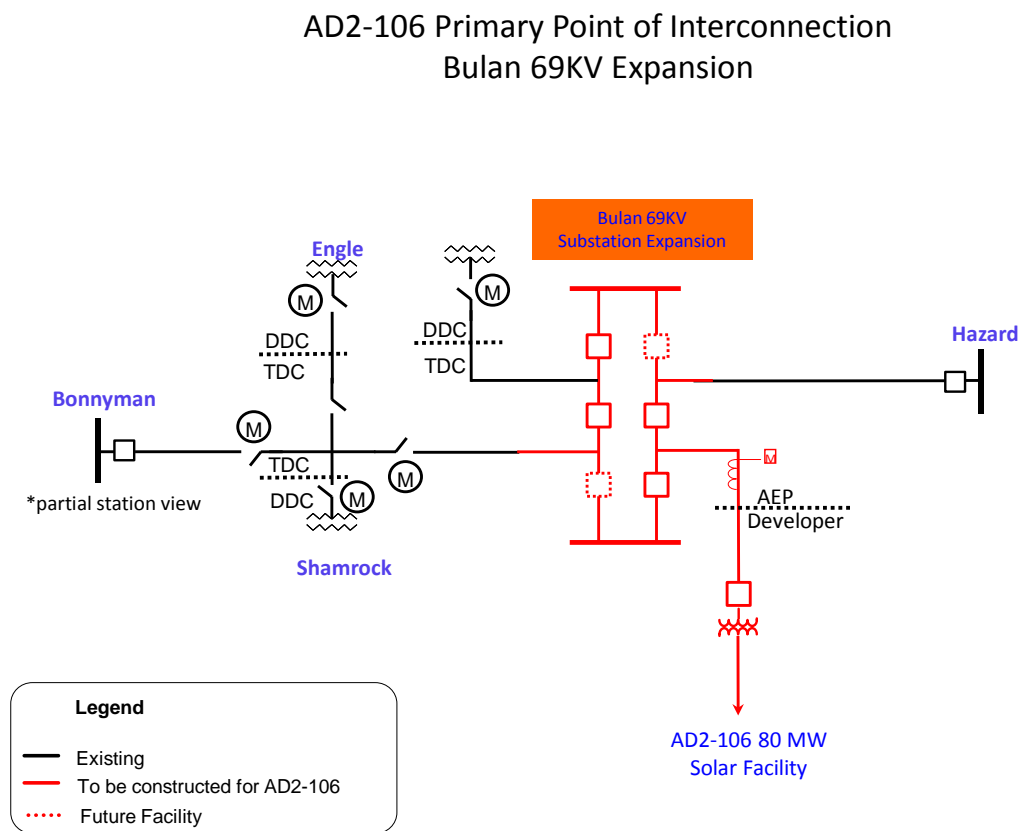 AD2-106 Primary Point of Interconnection
Bulan 69KV Expansion
Bulan 69KV
Substation Expansion
Engle
M
M
DDC
TDC
DDC
TDC
Hazard
Bonnyman
M
TDC
M
M
DDC
*partial station view
Shamrock
M
AEP
Developer
AD2-106 80 MW
Solar Facility
Legend
Existing
To be constructed for AD2-106
Future Facility